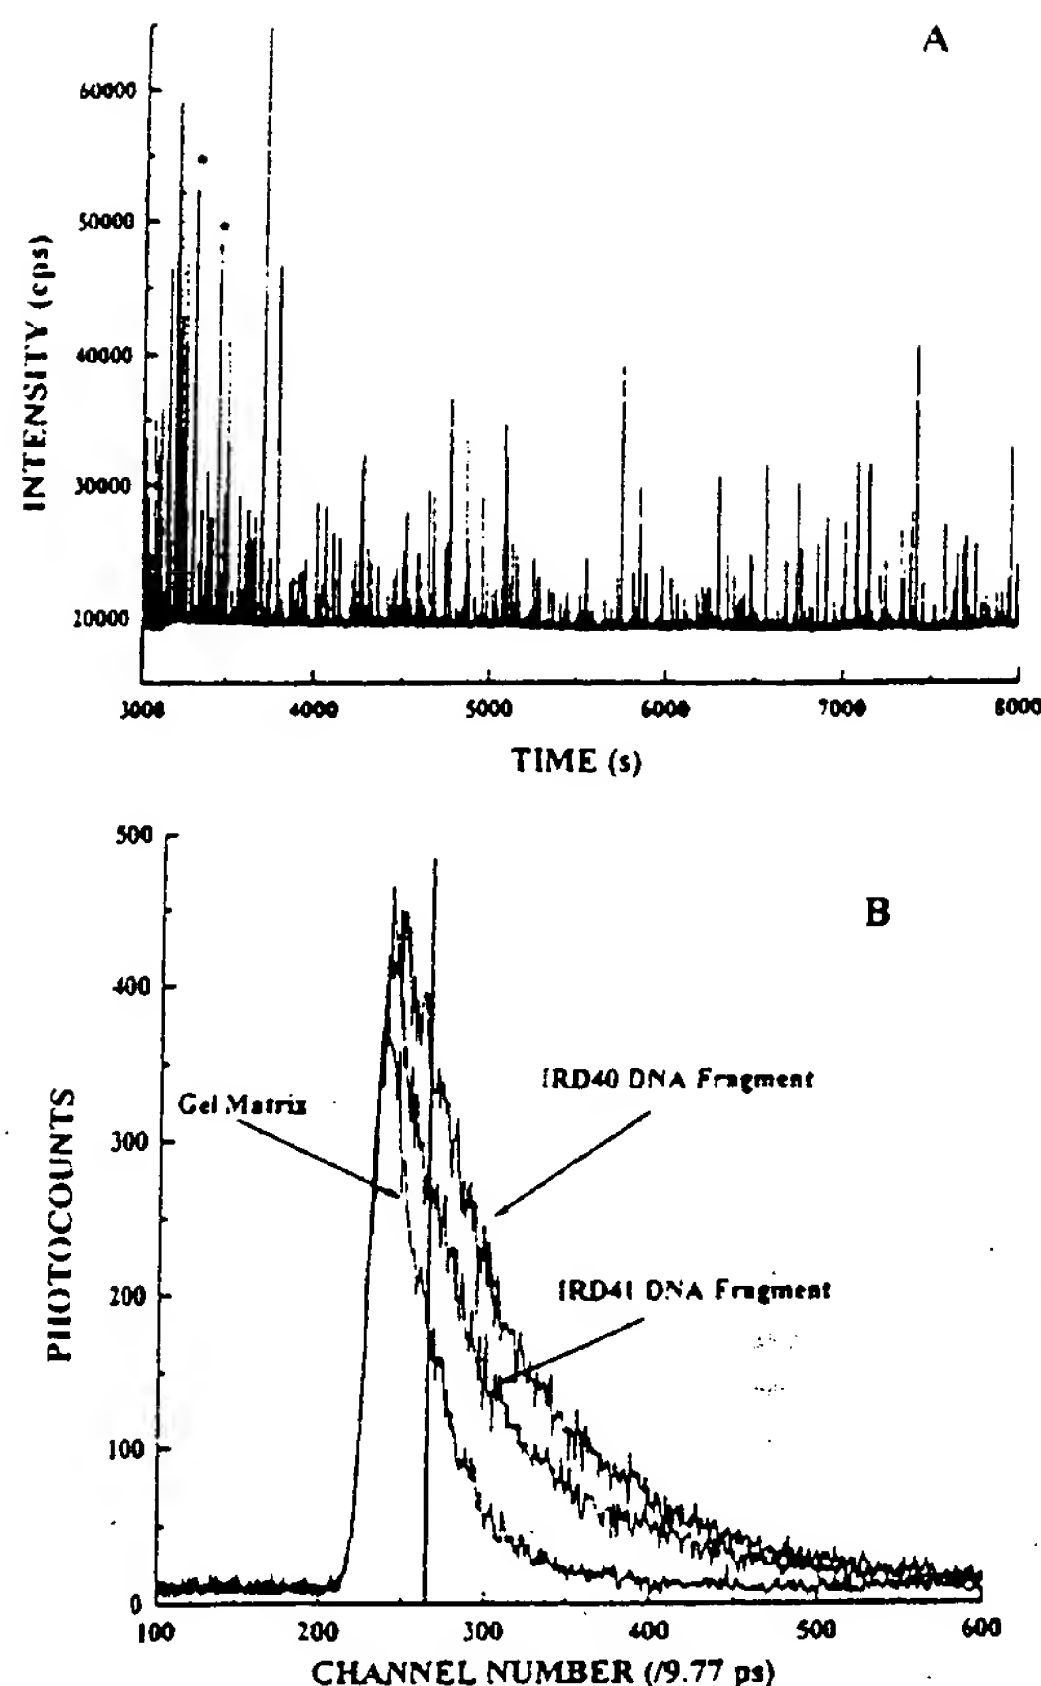 A
60000
50000
40000
30000
20000
INTENSITY (cps)
3000 4000 5000 6000 7000 8000
TIME (s)
B
500
400
300
200
100
0
PHOTOCOUNTS
Gel Matrix
IRD40 DNA Fragment
IRD41 DNA Fragment
100 200 300 400 500 600
CHANNEL NUMBER (/9.77 ps)